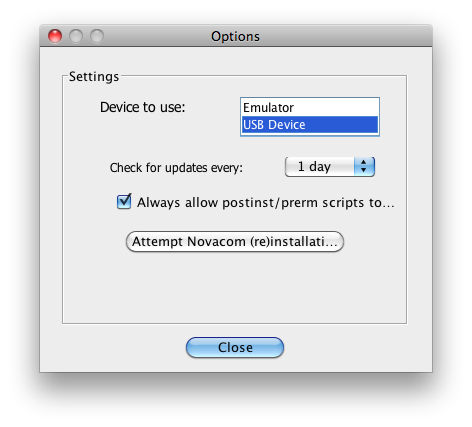 Options
Settings
Device to use:
Emulator
USB Device
Check for updates every:
1 day
Always allow postinst/prerm scripts to...
Attempt Novacom (re)installati...
Close